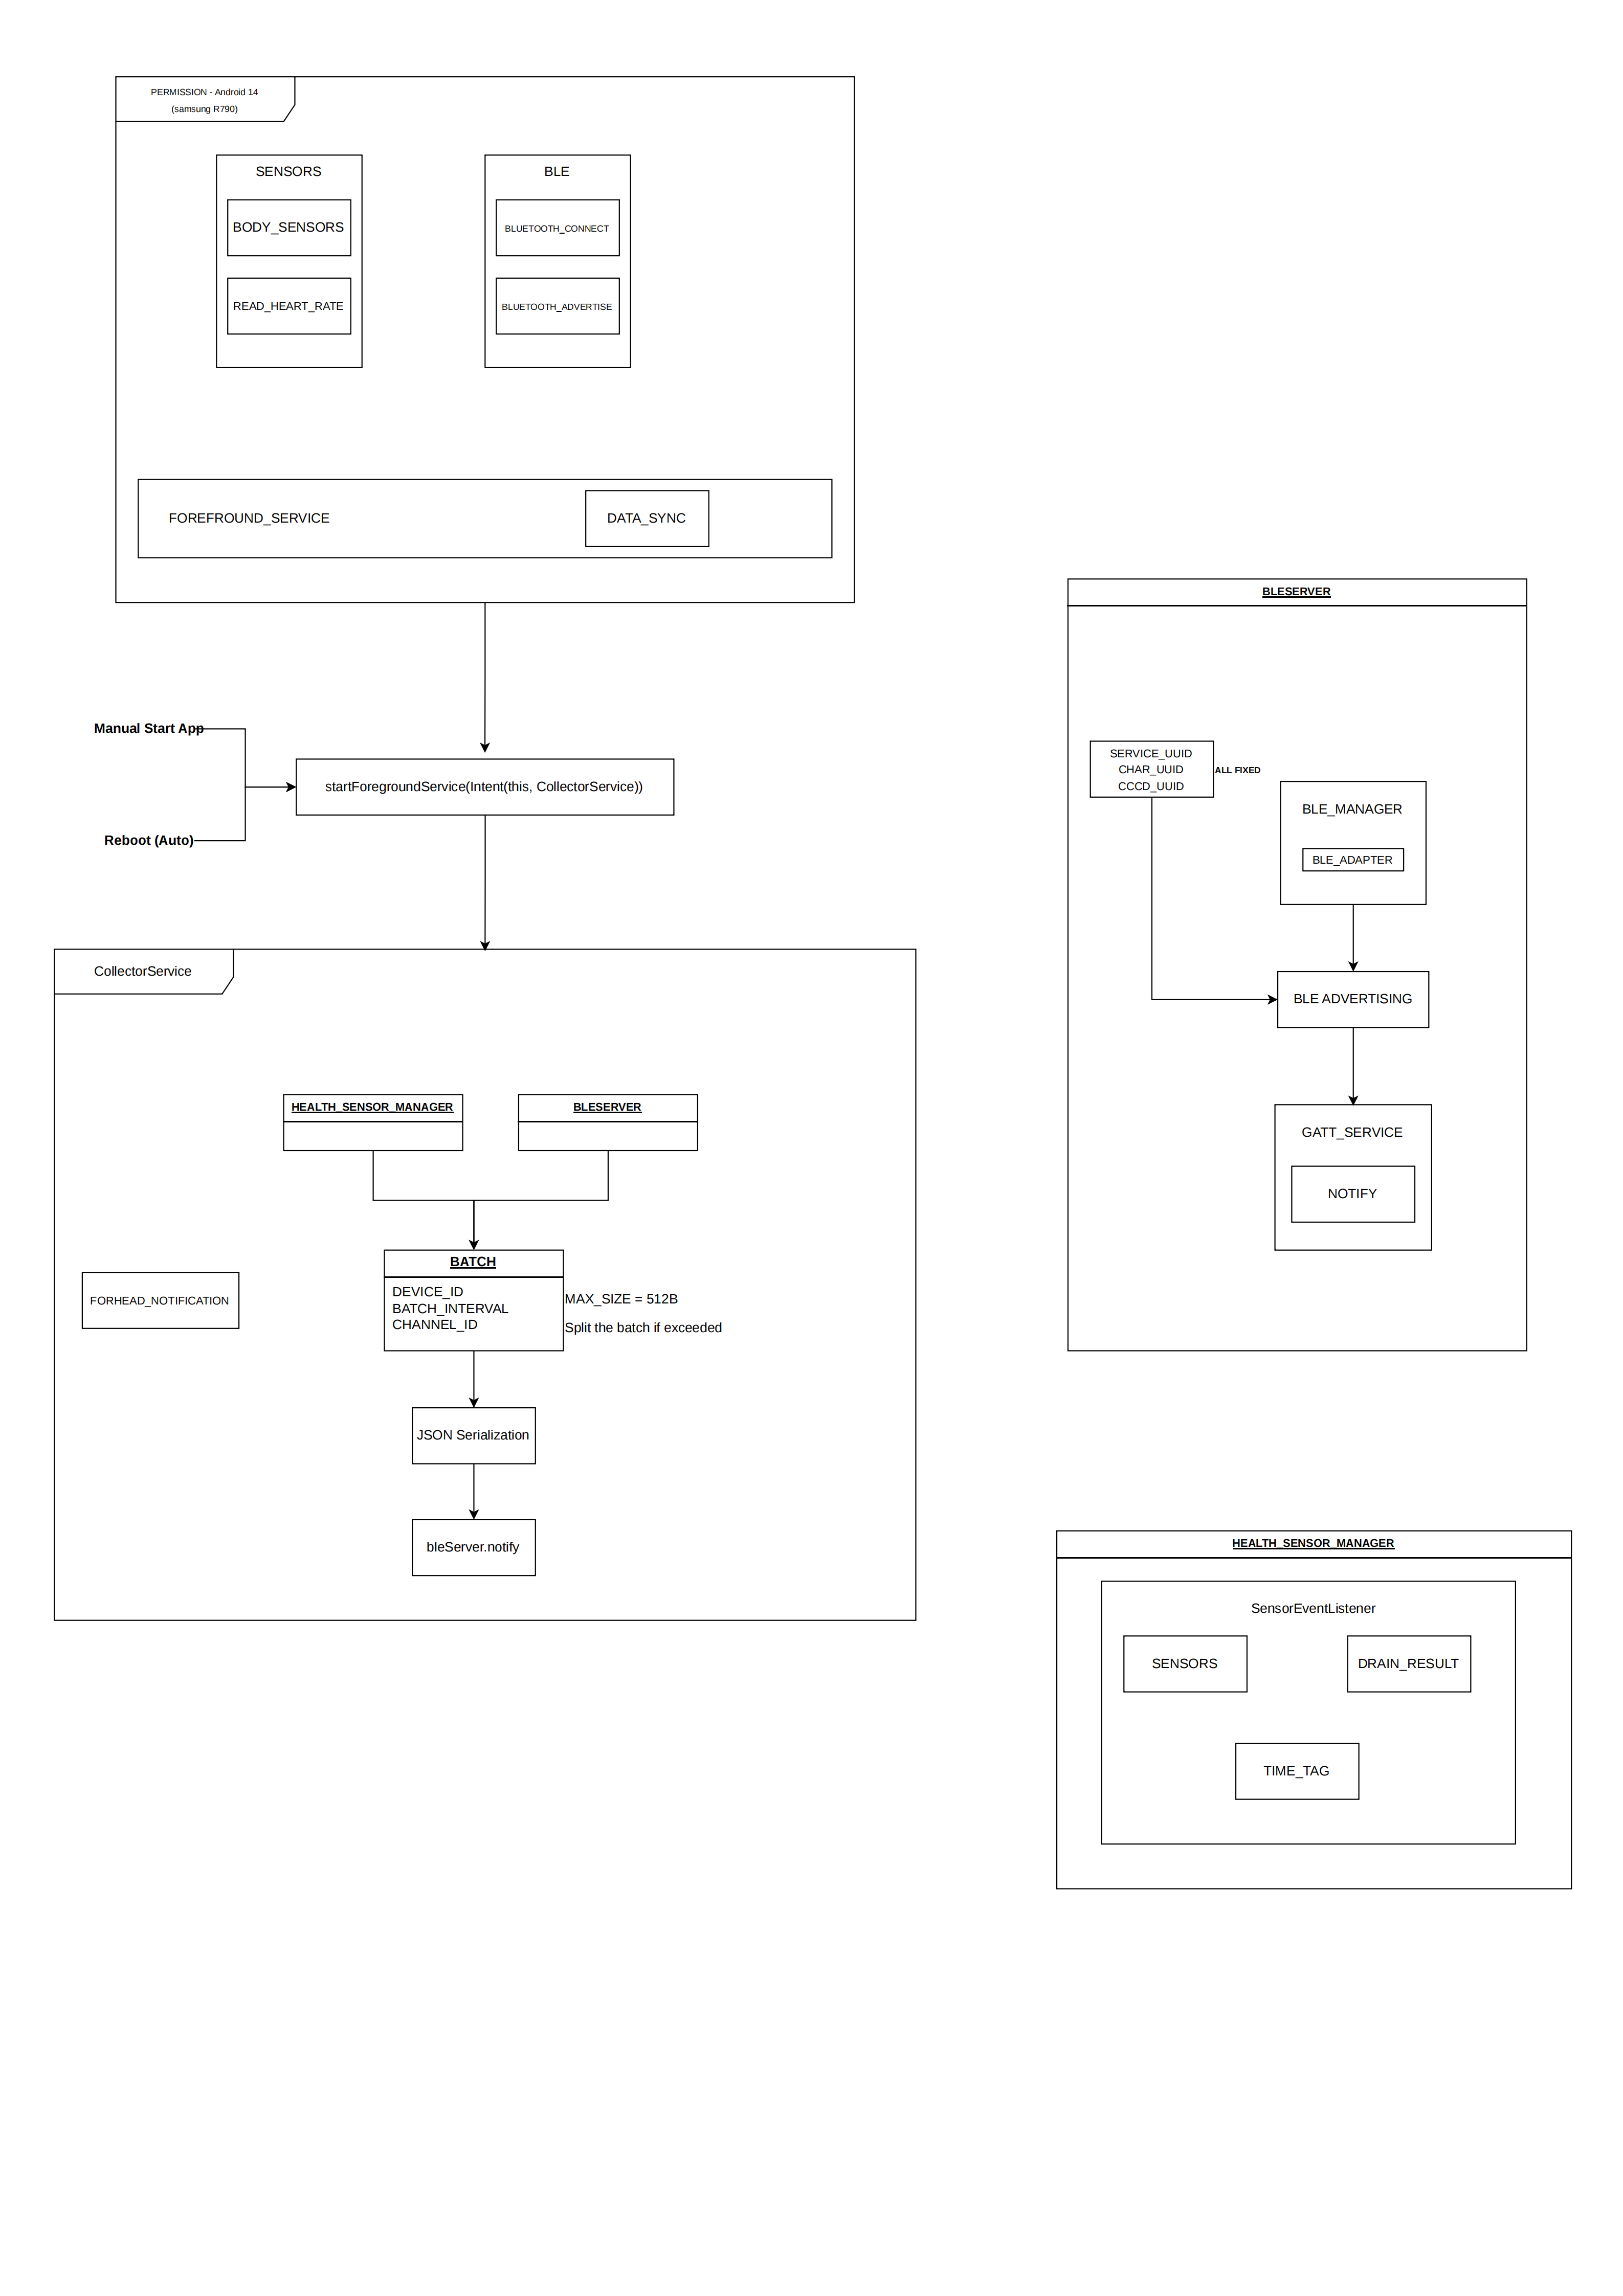 PERMISSION - Android 14
(samsung R790)
SENSORS
BODY_SENSORS
READ_HEART_RATE
BLE
BLUETOOTH_CONNECT
BLUETOOTH_ADVERTISE
FOREFROUND_SERVICE
DATA_SYNC
Manual Start App
Reboot (Auto)
startForegroundService(Intent(this, CollectorService))
CollectorService
HEALTH_SENSOR_MANAGER
BLESERVER
BATCH
DEVICE_ID
BATCH_INTERVAL
CHANNEL_ID
MAX_SIZE = 512B
Split the batch if exceeded
FORHEAD_NOTIFICATION
JSON Serialization
bleServer.notify
BLESERVER
SERVICE_UUID
CHAR_UUID
CCCD_UUID
ALL FIXED
BLE_MANAGER
BLE_ADAPTER
BLE ADVERTISING
GATT_SERVICE
NOTIFY
HEALTH_SENSOR_MANAGER
SensorEventListener
SENSORS
DRAIN_RESULT
TIME_TAG